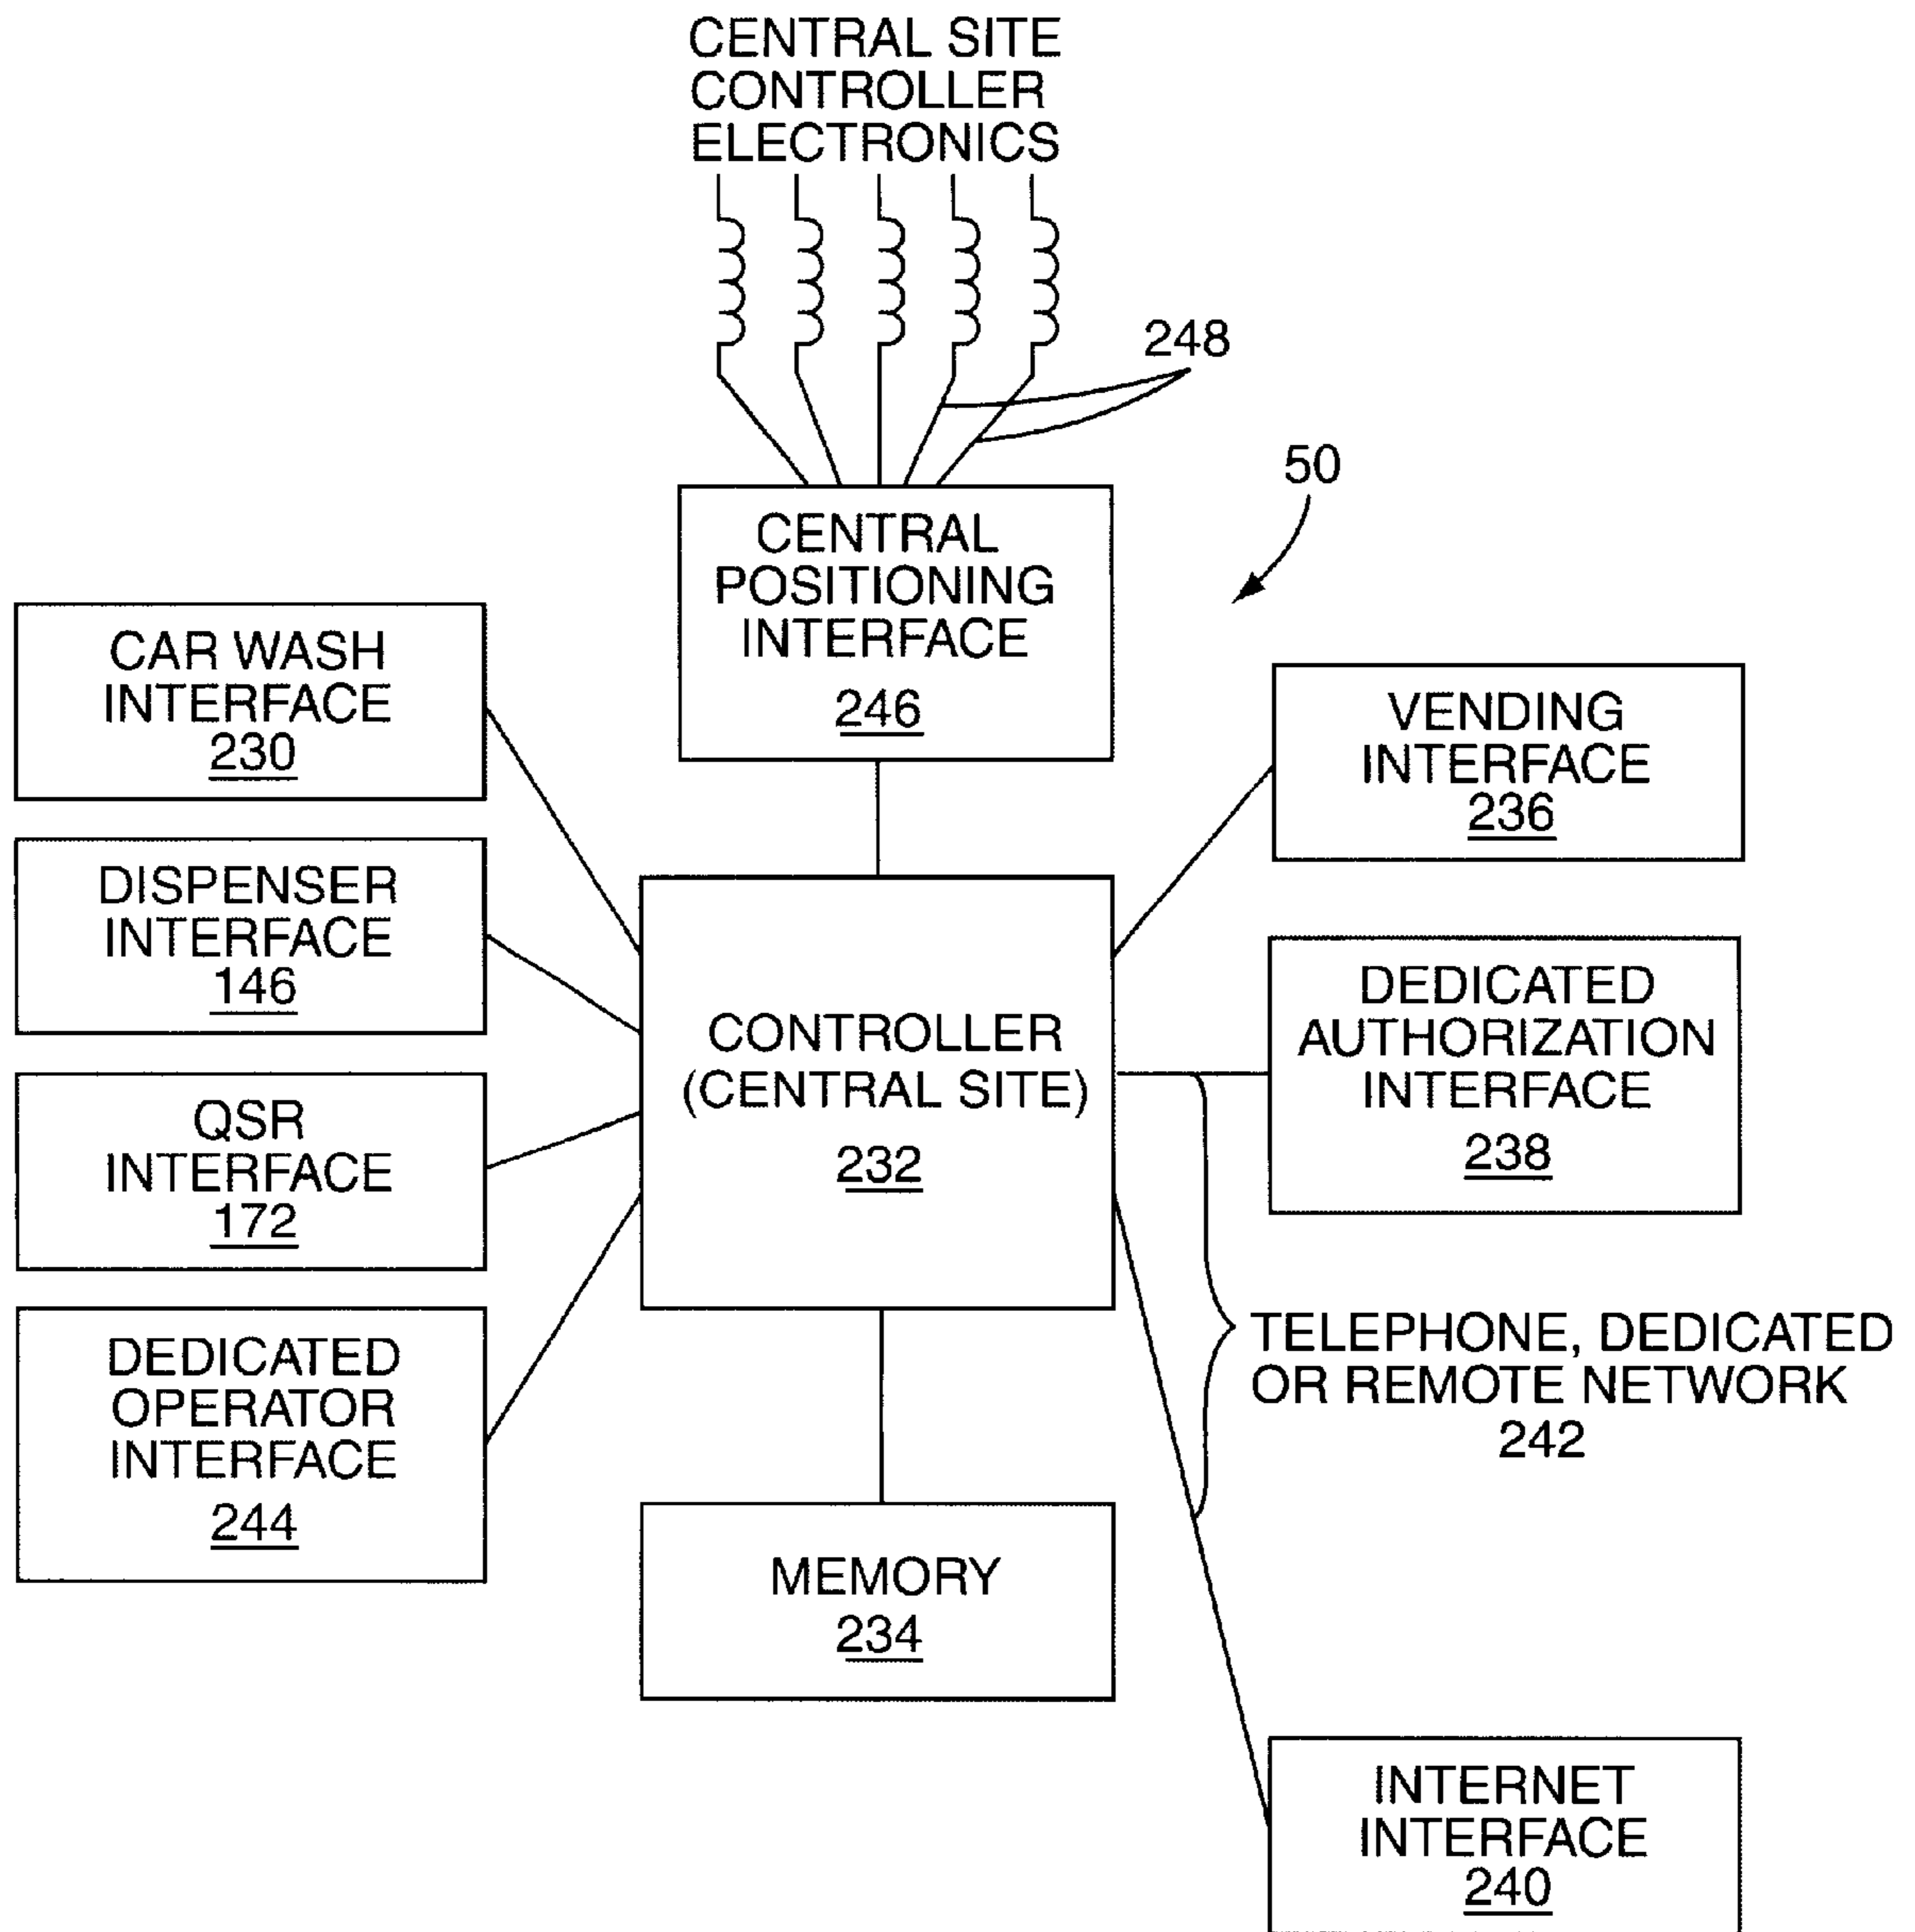 CENTRAL SITE
CONTROLLER
ELECTRONICS
248
50
CENTRAL
POSITIONING
INTERFACE
246
CAR WASH
INTERFACE
230
VENDING
INTERFACE
236
DISPENSER
INTERFACE
146
DEDICATED
AUTHORIZATION
INTERFACE
238
CONTROLLER
(CENTRAL SITE)
232
QSR
INTERFACE
172
TELEPHONE, DEDICATED
OR REMOTE NETWORK
242
DEDICATED
OPERATOR
INTERFACE
244
MEMORY
234
INTERNET
INTERFACE
240